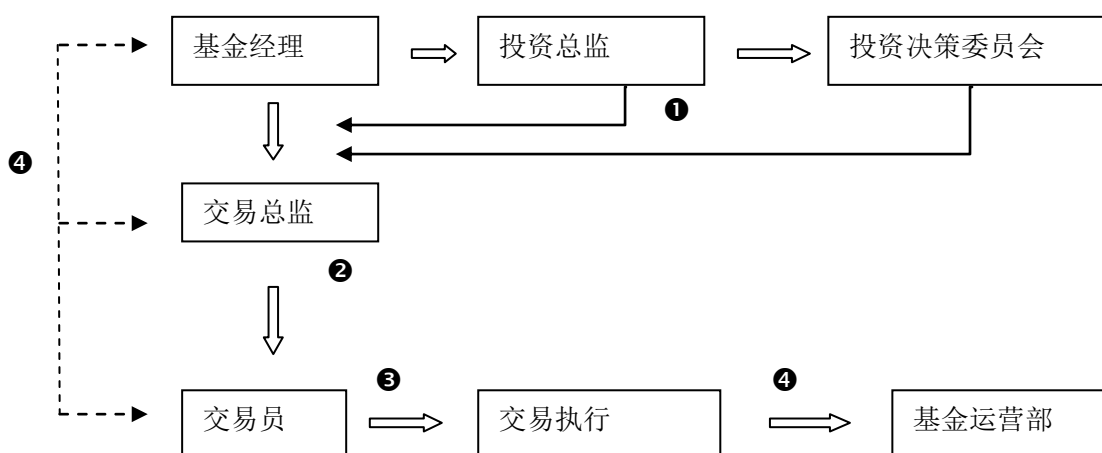 基金经理
投资总监
投资决策委员会
❶
❹
交易总监
❷
❸
❹
交易员
交易执行
基金运营部